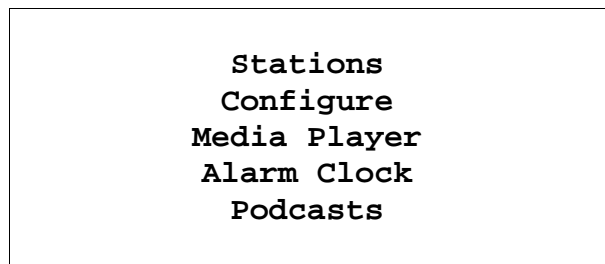 Stations
Configure
Media Player
Alarm Clock
Podcasts